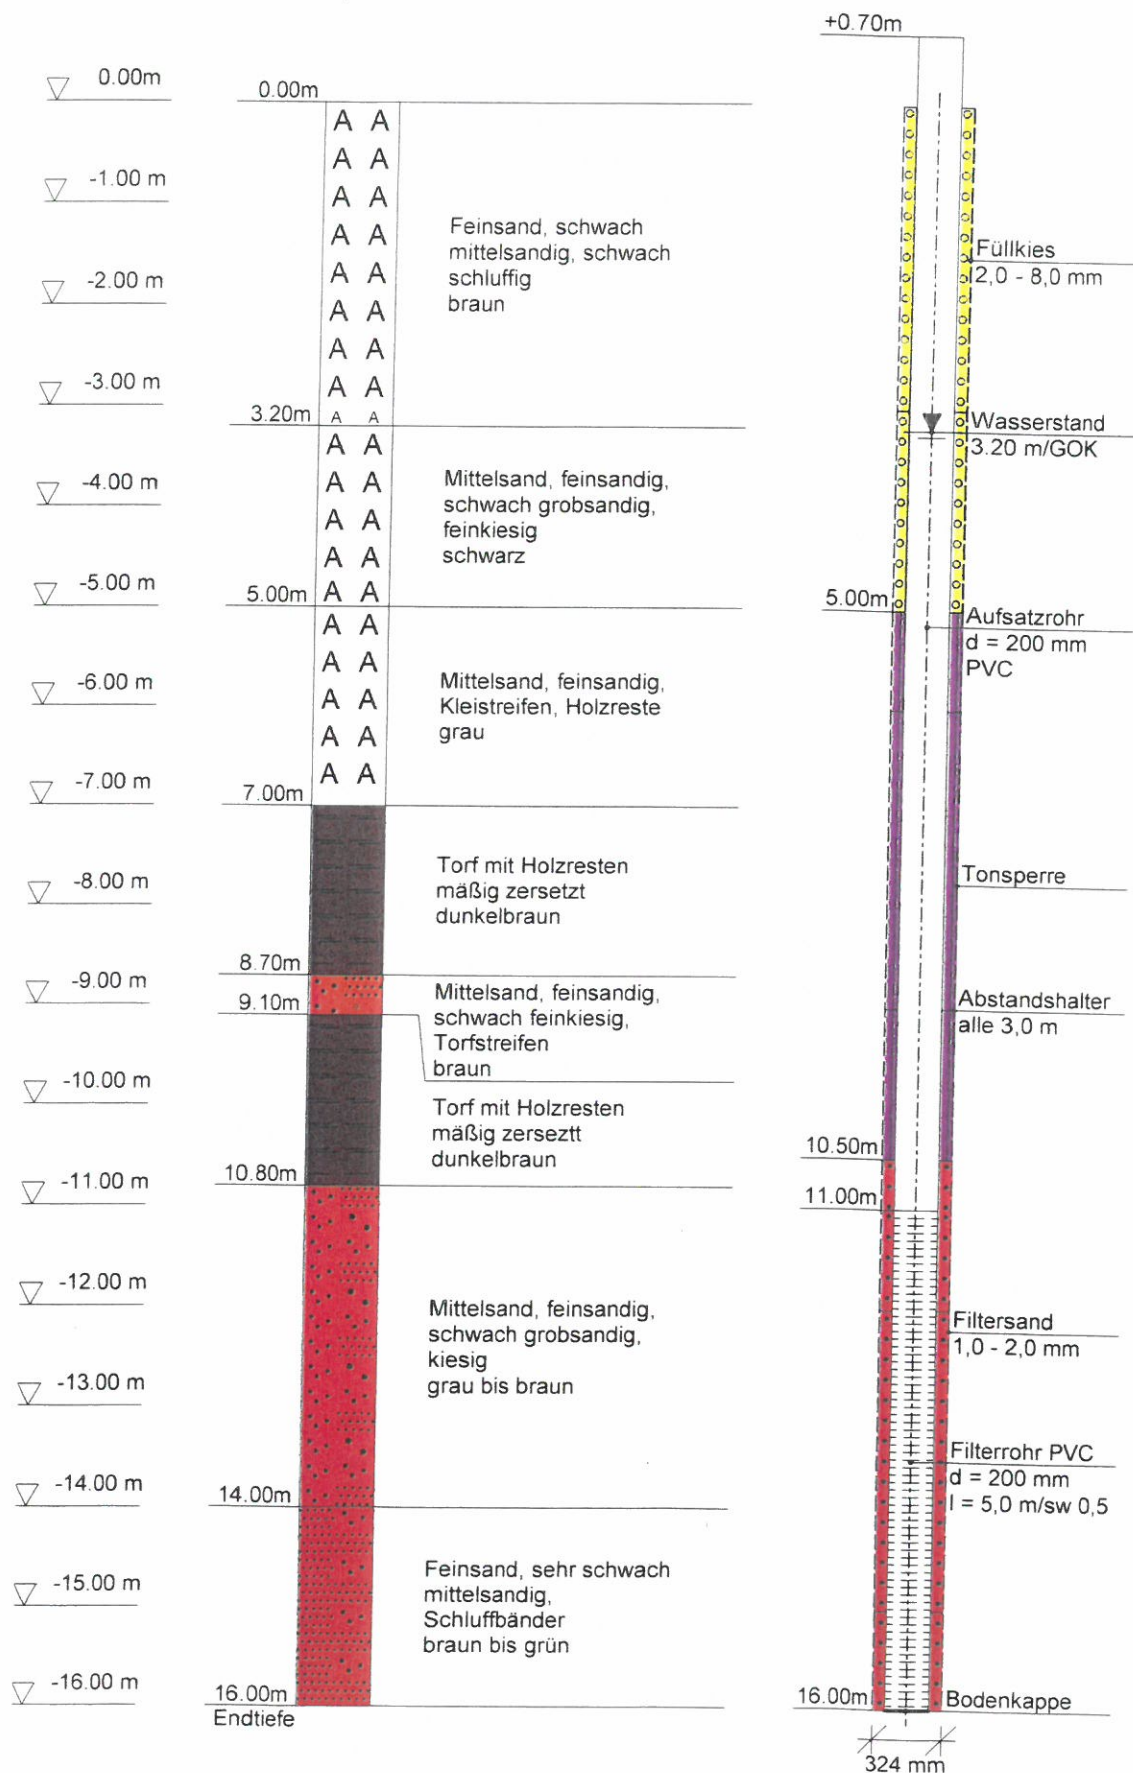 0.00m
-1.00 m
-2.00 m
-3.00 m
-4.00 m
-5.00 m
-6.00 m
-7.00 m
-8.00 m
-9.00 m
-10.00 m
-11.00 m
-12.00 m
-13.00 m
-14.00 m
-15.00 m
-16.00 m
0.00m
A A
A A
A A
A A
A A
A A
A A
A A
A A
3.20m
A A
A A
A A
A A
A A
5.00m
A A
A A
A A
A A
A A
7.00m
8.70m
9.10m
10.80m
14.00m
16.00m
Endtiefe
Feinsand, schwach
mittelsandig, schwach
schluffig
braun
Mittelsand, feinsandig,
schwach grobsandig,
feinkiesig
schwarz
Mittelsand, feinsandig,
Kleistreifen, Holzreste
grau
Torf mit Holzresten
mäßig zersetzt
dunkelbraun
Mittelsand, feinsandig,
schwach feinkiesig,
Torfstreifen
braun
Torf mit Holzresten
mäßig zerseztt
dunkelbraun
Mittelsand, feinsandig,
schwach grobsandig,
kiesig
grau bis braun
Feinsand, sehr schwach
mittelsandig,
Schluffbänder
braun bis grün
+0.70m
5.00m
10.50m
11.00m
16.00m
Füllkies
2,0 - 8,0 mm
Wasserstand
3.20 m/GOK
Aufsatzrohr
d = 200 mm
PVC
Tonsperre
Abstandshalter
alle 3,0 m
Filtersand
1,0 - 2,0 mm
Filterrohr PVC
d = 200 mm
l = 5,0 m/sw 0,5
Bodenkappe
324 mm